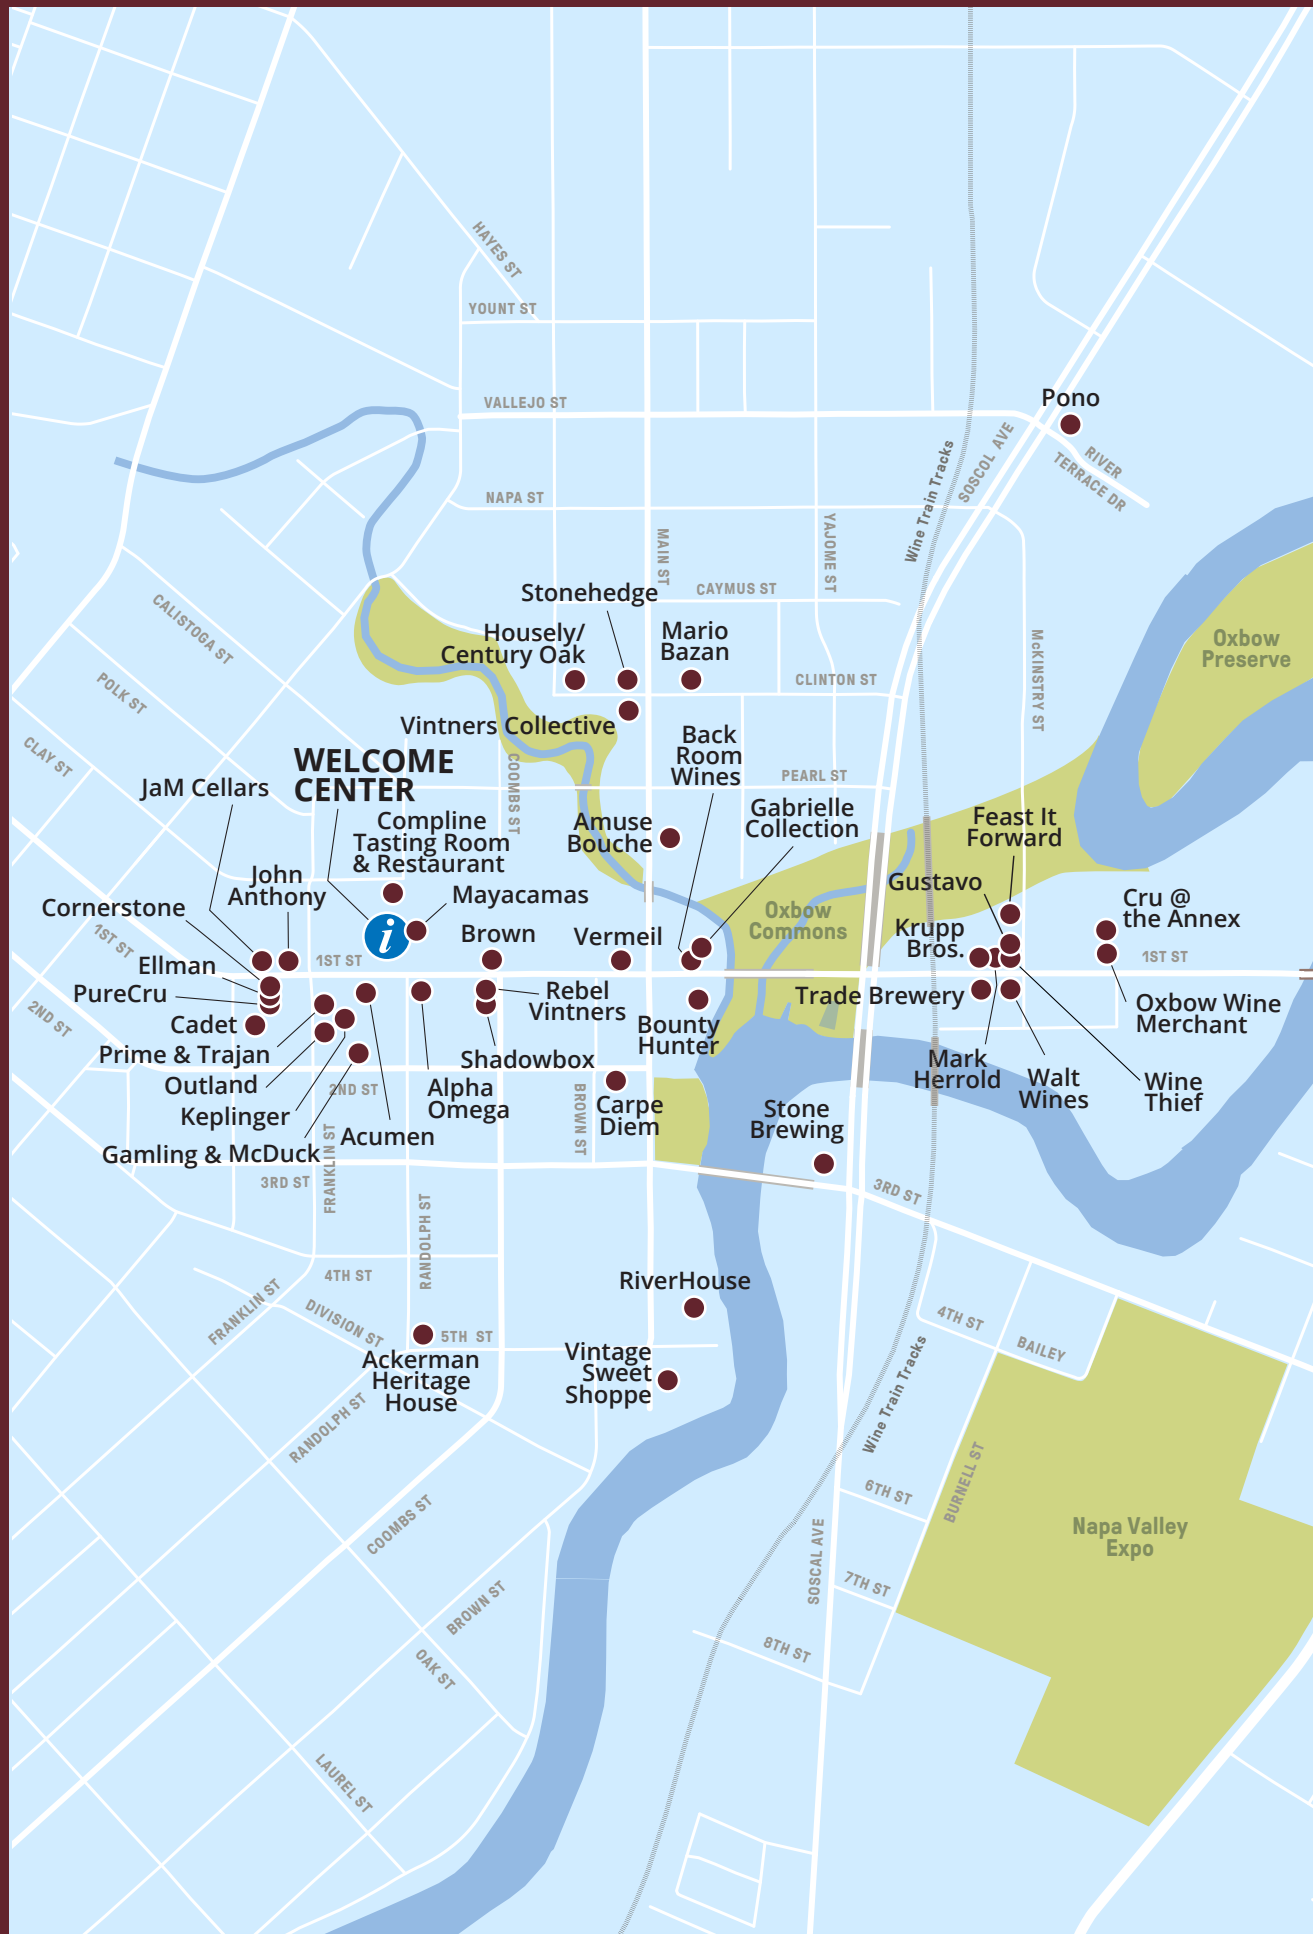 HAYES ST
YOUNT ST
VALLEJO ST
Pono
RIVER
TERRACE DR
SOSCOL AVE
Wine Train Tracks
NAPA ST
MAIN ST
YAJOME ST
CAYMUS ST
Stonehedge
Housely/
Century Oak
Mario
Bazan
CALISTOGA ST
POLK ST
CLAY ST
McKINSTRY ST
Oxbow
Preserve
CLINTON ST
Vintners Collective
Back
Room
Wines
COOMBS ST
PEARL ST
WELCOME
CENTER
JaM Cellars
Compline
Tasting Room
& Restaurant
Amuse
Bouche
Gabrielle
Collection
Feast It
Forward
John
Anthony
Mayacamas
Gustavo
Cornerstone
Cru @
the Annex
Oxbow
Commons
Krupp
Bros.
Brown
Vermeil
1ST ST
i
1ST ST
1ST ST
Ellman
PureCru
2ND ST
Cadet
Rebel
Vintners
Trade Brewery
Oxbow Wine
Merchant
Bounty
Hunter
Prime & Trajan
Shadowbox
Mark
Herrold
Walt
Wines
Wine
Thief
Outland
2ND ST
Alpha
Omega
BROWN ST
Carpe
Diem
Stone
Brewing
Keplinger
Acumen
Gamling & McDuck
FRANKLIN ST
3RD ST
3RD ST
RANDOLPH ST
4TH ST
RiverHouse
FRANKLIN ST
DIVISION ST
5TH ST
4TH ST
BAILEY
Ackerman
Heritage
House
Vintage
Sweet
Shoppe
Wine Train Tracks
RANDOLPH ST
BURNELL ST
6TH ST
COOMBS ST
SOSCAL AVE
Napa Valley
Expo
7TH ST
BROWN ST
8TH ST
OAK ST
LAUREL ST